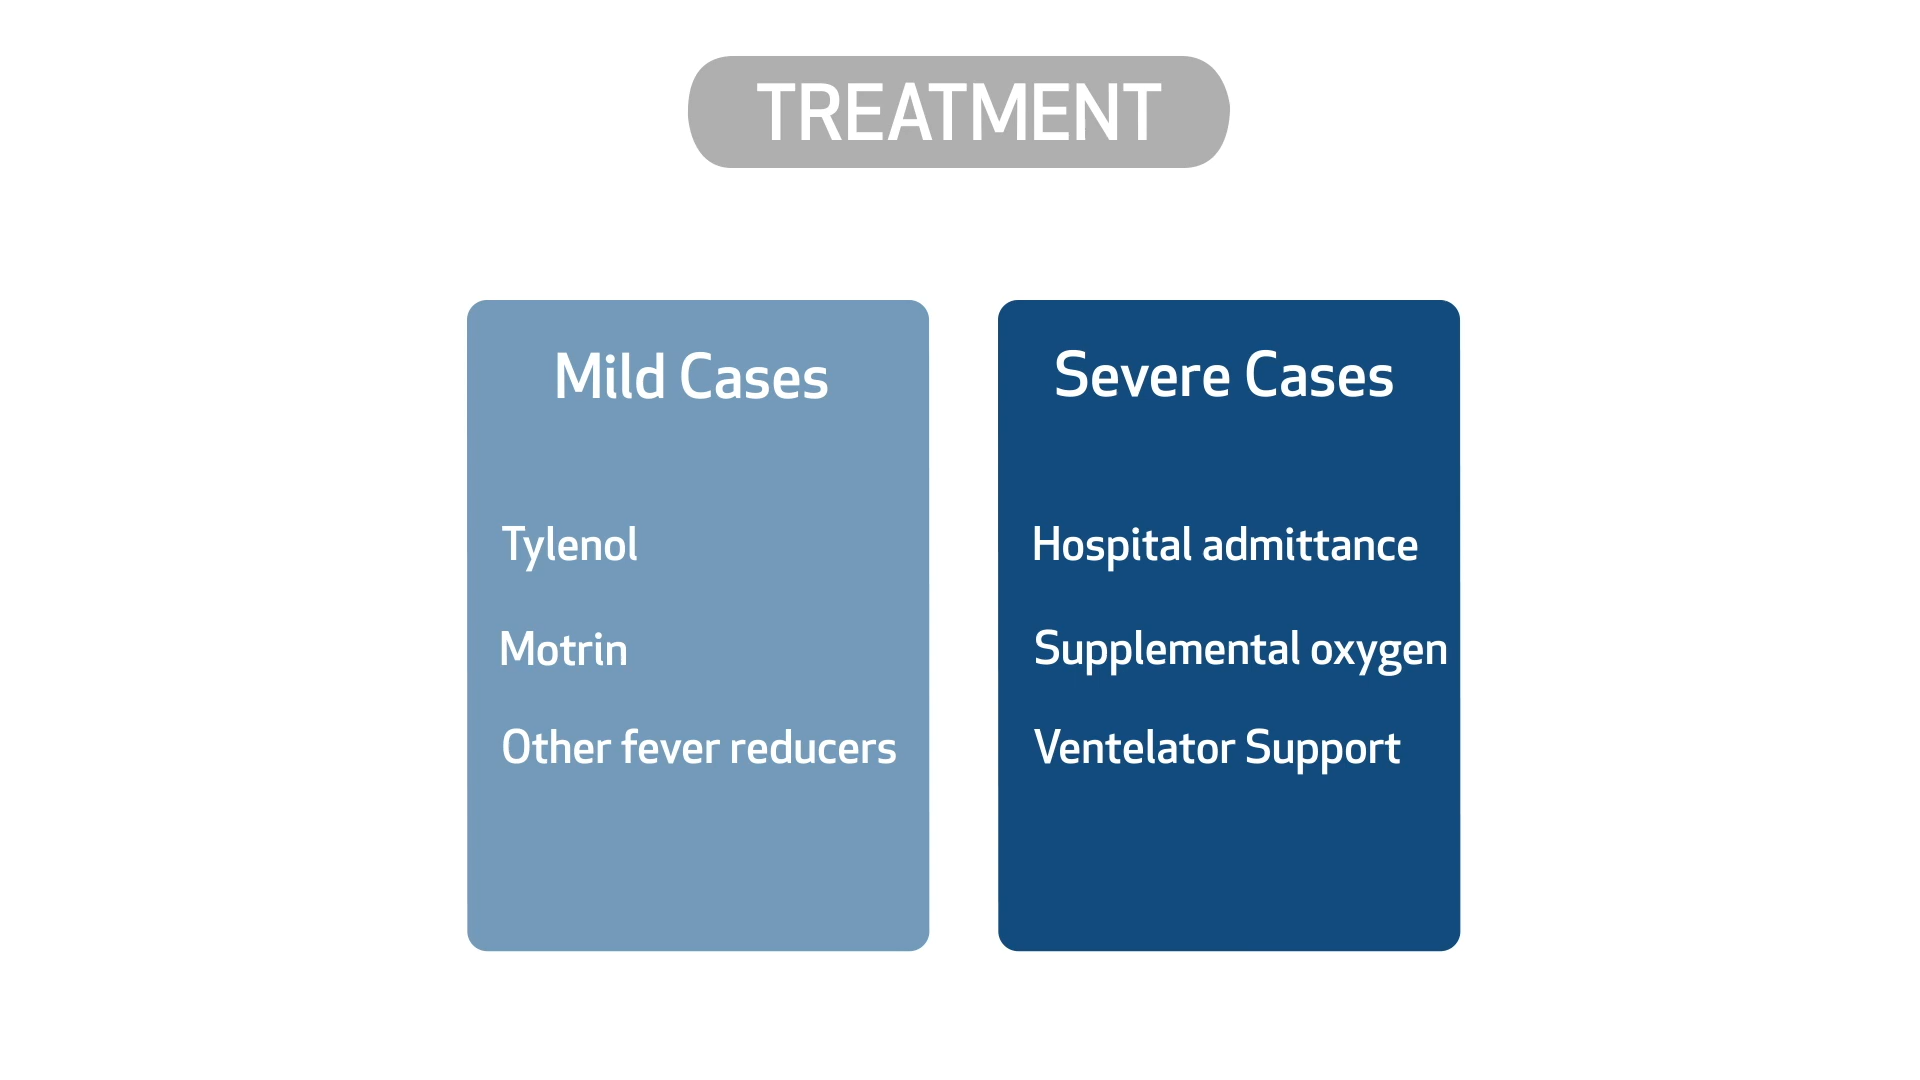 TREATMENT
Mild Cases
Tylenol
Motrin
Other fever reducers
Severe Cases
Hospital admittance
Supplemental oxygen
Ventelator Support